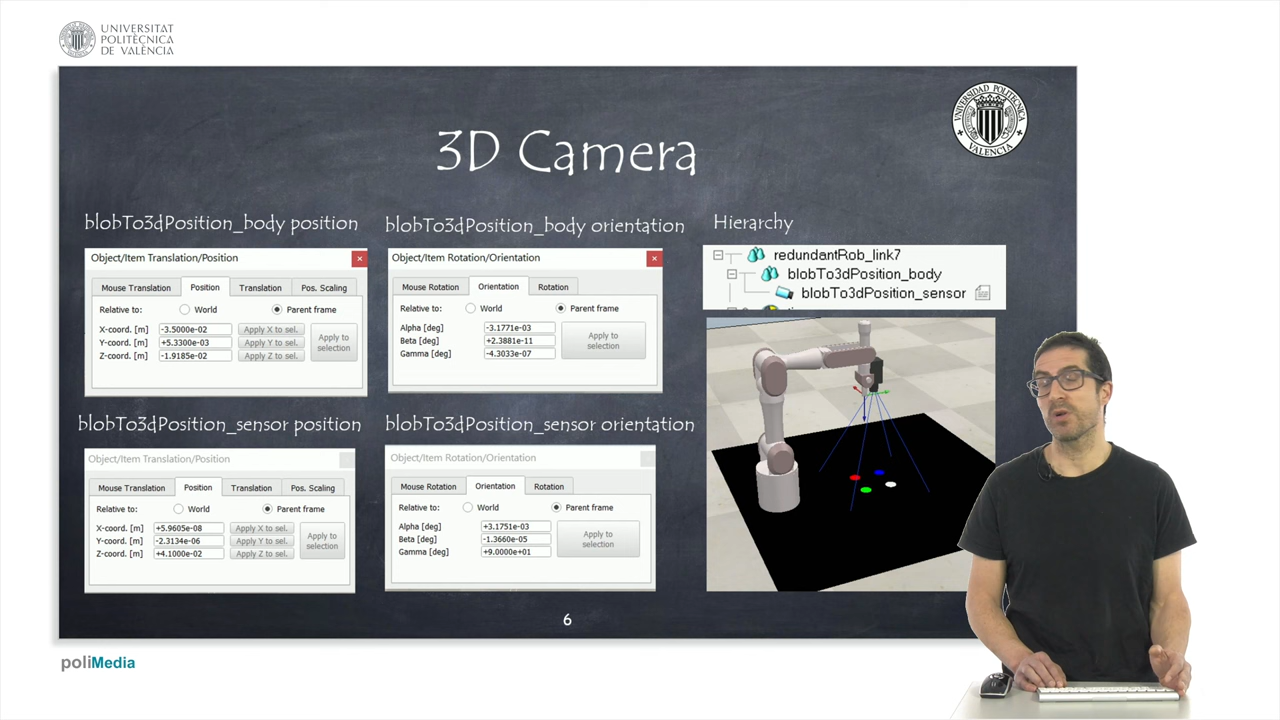 UNIVERSITAT
POLITÈCNICA
DE VALÈNCIA
UNIVERSIDAD POLITECNICA
VALENCIA
3D Camera
blobTo3dPosition_body position
Object/Item Translation/Position
Mouse Translation Position Translation Pos. Scaling
Relative to: World Parent frame
X-coord. [m] -3.5000e-02 Apply X to sel.
Y-coord. [m] +5.3300e-03 Apply Y to sel.
Z-coord. [m] -1.9185e-02 Apply Z to sel.
Apply to
selection
blobTo3dPosition_body orientation
Object/Item Rotation/Orientation
Mouse Rotation Orientation Rotation
Relative to: World Parent frame
Alpha [deg] -3.1771e-03
Beta [deg] +2.3881e-11
Gamma [deg] -4.3033e-07
Apply to
selection
Hierarchy
redundantRob_link7
blobTo3dPosition_body
blobTo3dPosition_sensor
blobTo3dPosition_sensor position
Object/Item Translation/Position
Mouse Translation Position Translation Pos. Scaling
Relative to: World Parent frame
X-coord. [m] +5.9605e-08 Apply X to sel.
Y-coord. [m] -2.3134e-06 Apply Y to sel.
Z-coord. [m] +4.1000e-02 Apply Z to sel.
Apply to
selection
blobTo3dPosition_sensor orientation
Object/Item Rotation/Orientation
Mouse Rotation Orientation Rotation
Relative to: World Parent frame
Alpha [deg] +3.1751e-03
Beta [deg] -1.3660e-05
Gamma [deg] +9.0000e+01
Apply to
selection
6
poliMedia